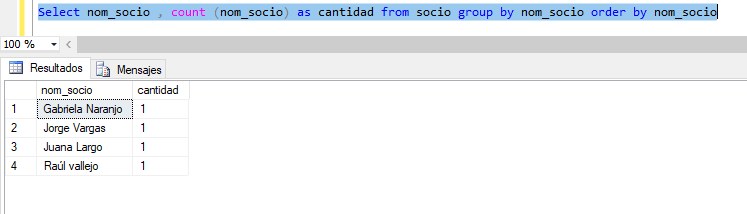 Select nom_socio , count (nom_socio) as cantidad from socio group by nom_socio order by nom_socio
100 %
Resultados Mensajes
nom_socio cantidad
1 Gabriela Naranjo 1
2 Jorge Vargas 1
3 Juana Largo 1
4 Raúl vallejo 1